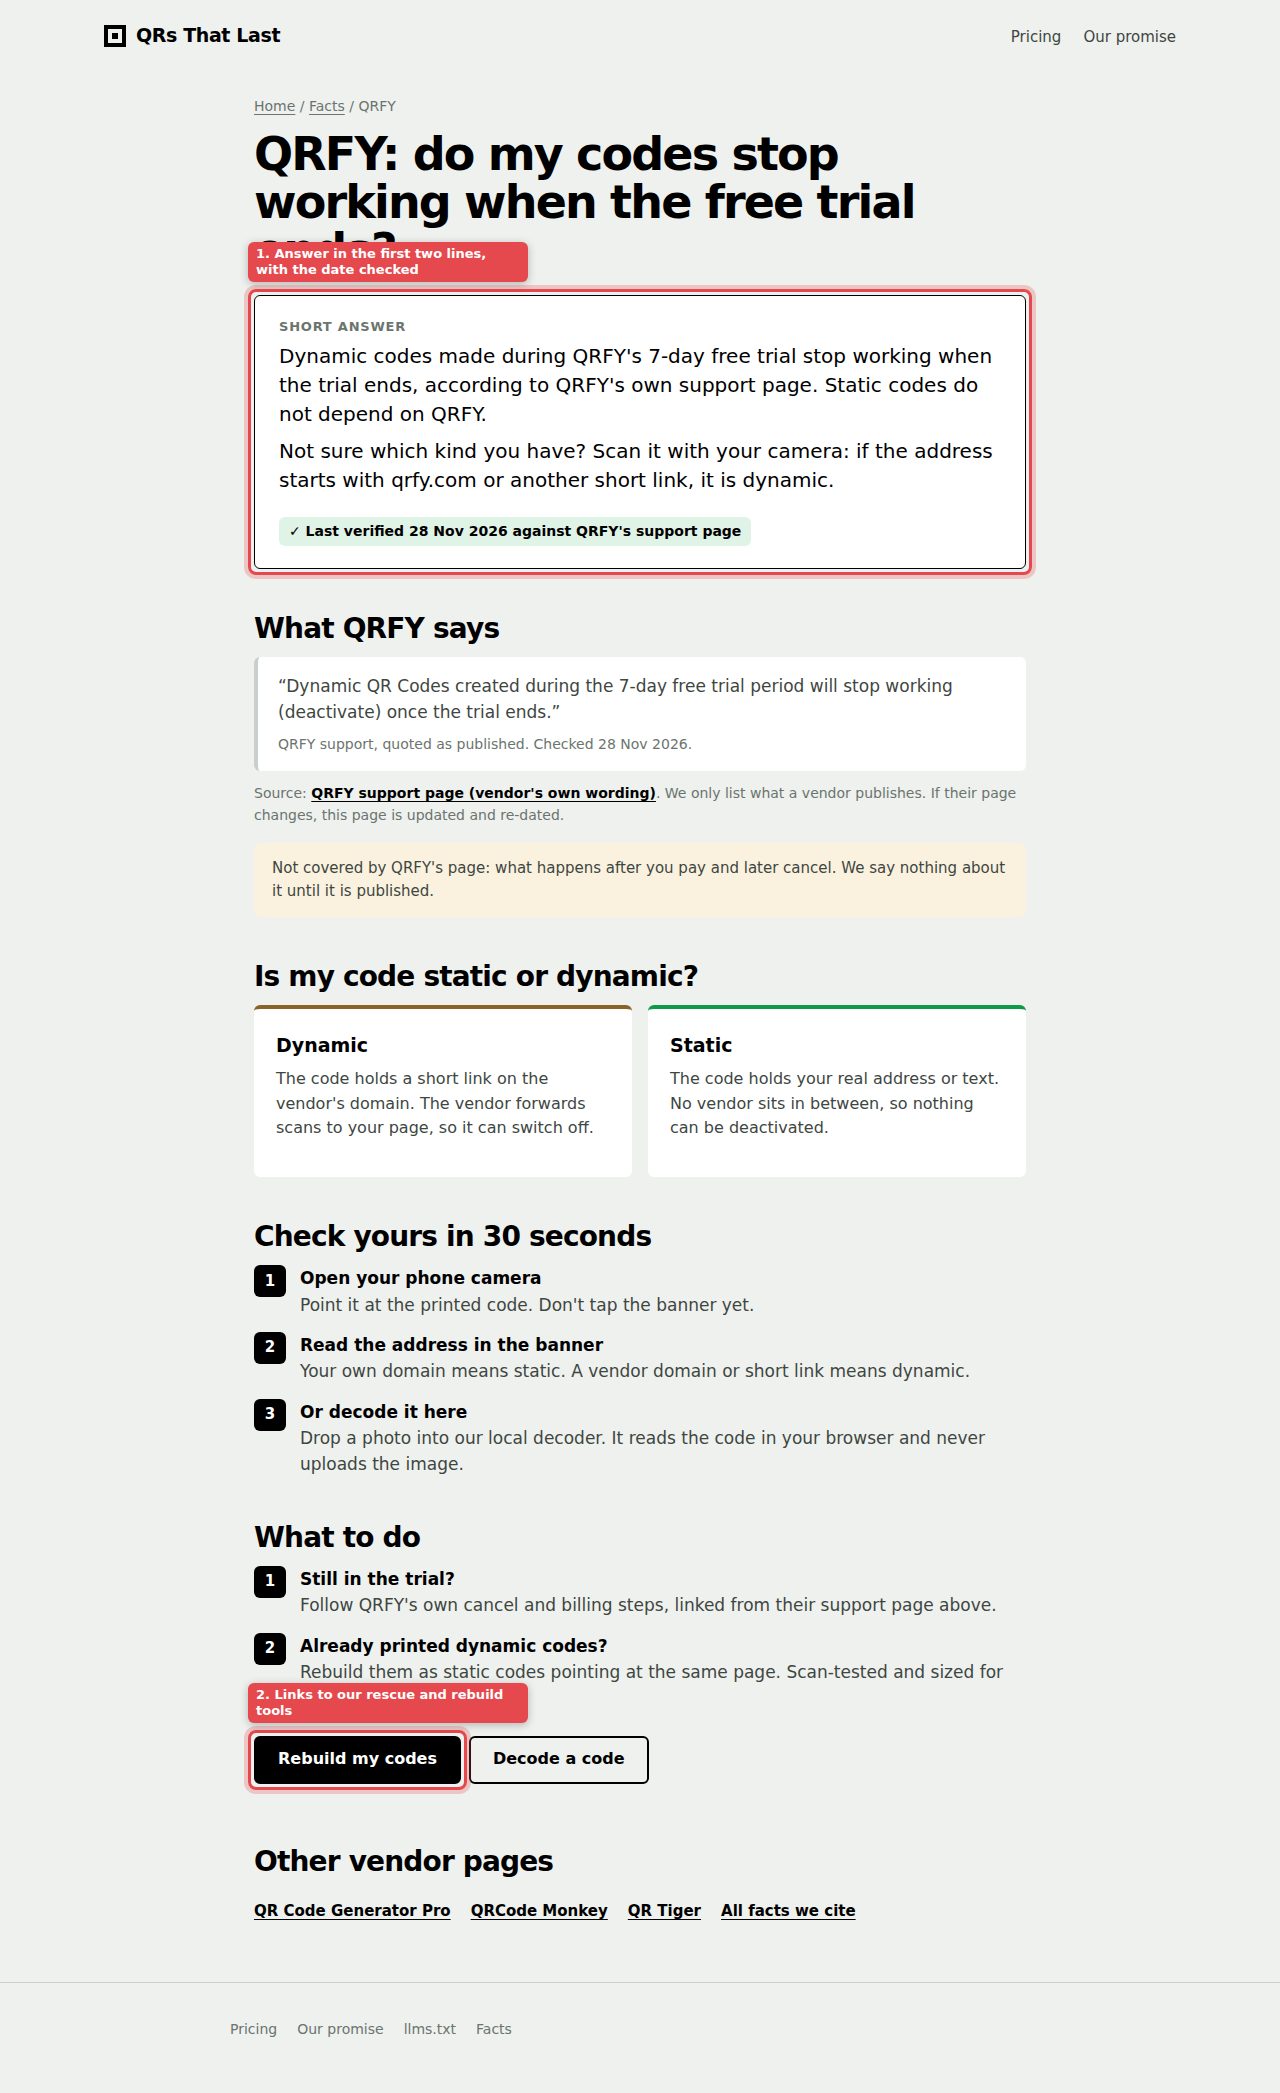 QRs That Last
Pricing Our promise
Home / Facts / QRFY
QRFY: do my codes stop
working when the free trial
1. Answer in the first two lines,
with the date checked
SHORT ANSWER
Dynamic codes made during QRFY's 7-day free trial stop working when
the trial ends, according to QRFY's own support page. Static codes do
not depend on QRFY.
Not sure which kind you have? Scan it with your camera: if the address
starts with qrfy.com or another short link, it is dynamic.
✓ Last verified 28 Nov 2026 against QRFY's support page
What QRFY says
“Dynamic QR Codes created during the 7-day free trial period will stop working
(deactivate) once the trial ends.”
QRFY support, quoted as published. Checked 28 Nov 2026.
Source: QRFY support page (vendor's own wording). We only list what a vendor publishes. If their page
changes, this page is updated and re-dated.
Not covered by QRFY's page: what happens after you pay and later cancel. We say nothing about
it until it is published.
Is my code static or dynamic?
Dynamic
The code holds a short link on the
vendor's domain. The vendor forwards
scans to your page, so it can switch off.
Static
The code holds your real address or text.
No vendor sits in between, so nothing
can be deactivated.
Check yours in 30 seconds
1 Open your phone camera
Point it at the printed code. Don't tap the banner yet.
2 Read the address in the banner
Your own domain means static. A vendor domain or short link means dynamic.
3 Or decode it here
Drop a photo into our local decoder. It reads the code in your browser and never
uploads the image.
What to do
1 Still in the trial?
Follow QRFY's own cancel and billing steps, linked from their support page above.
2 Already printed dynamic codes?
Rebuild them as static codes pointing at the same page. Scan-tested and sized for
2. Links to our rescue and rebuild
tools
Rebuild my codes Decode a code
Other vendor pages
QR Code Generator Pro QRCode Monkey QR Tiger All facts we cite
Pricing Our promise llms.txt Facts